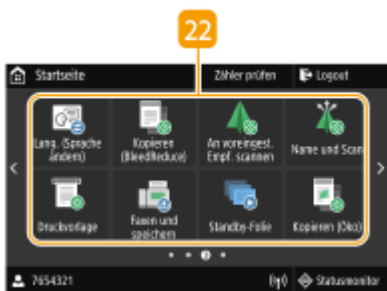 22
Startseite Zähler prüfen Logout
Lang. (Sprache Kopieren An voreingest. Name und Scan
ändern) (BleedReduce) Empf. scannen
Druckvorlage Faxen und Standby-Folie Kopieren (Öko)
speichern
7654321 Statusmonitor